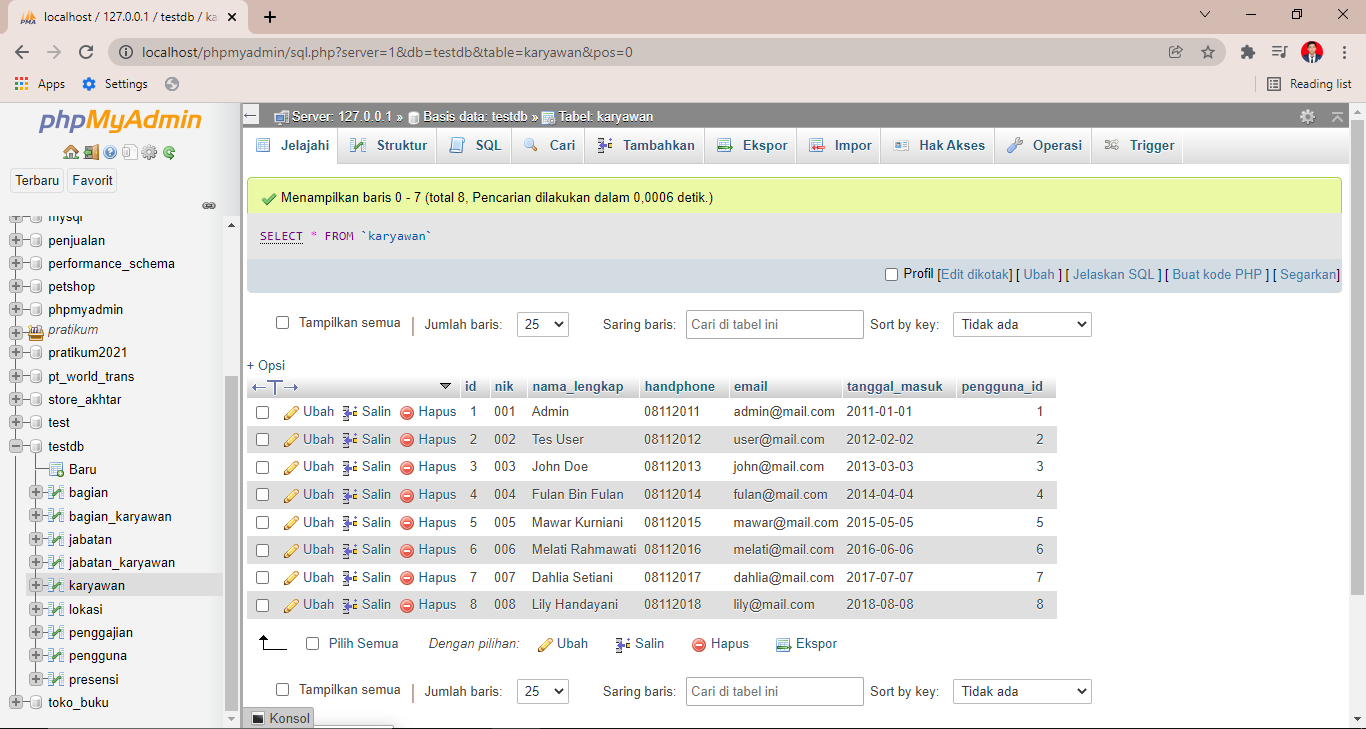 localhost / 127.0.0.1 / testdb / ka
localhost/phpmyadmin/sql.php?server=1&db=testdb&table=karyawan&pos=0
Apps Settings Reading list
phpMyAdmin
Terbaru Favorit
mysql
penjualan
performance_schema
petshop
phpmyadmin
pratikum
pratikum2021
pt_world_trans
store_akhtar
test
testdb
Baru
bagian
bagian_karyawan
jabatan
jabatan_karyawan
karyawan
lokasi
penggajian
pengguna
presensi
toko_buku
Server: 127.0.0.1 » Basis data: testdb » Tabel: karyawan
Jelajahi Struktur SQL Cari Tambahkan Ekspor Impor Hak Akses Operasi Trigger
Menampilkan baris 0 - 7 (total 8, Pencarian dilakukan dalam 0,0006 detik.)
SELECT * FROM `karyawan`
Profil [Edit dikotak] [ Ubah ] [ Jelaskan SQL ] [ Buat kode PHP ] [ Segarkan]
Tampilkan semua | Jumlah baris: 25 Saring baris: Cari di tabel ini Sort by key: Tidak ada
+ Opsi
←T→ id nik nama_lengkap handphone email tanggal_masuk pengguna_id
Ubah Salin Hapus 1 001 Admin 08112011 admin@mail.com 2011-01-01 1
Ubah Salin Hapus 2 002 Tes User 08112012 user@mail.com 2012-02-02 2
Ubah Salin Hapus 3 003 John Doe 08112013 john@mail.com 2013-03-03 3
Ubah Salin Hapus 4 004 Fulan Bin Fulan 08112014 fulan@mail.com 2014-04-04 4
Ubah Salin Hapus 5 005 Mawar Kurniani 08112015 mawar@mail.com 2015-05-05 5
Ubah Salin Hapus 6 006 Melati Rahmawati 08112016 melati@mail.com 2016-06-06 6
Ubah Salin Hapus 7 007 Dahlia Setiani 08112017 dahlia@mail.com 2017-07-07 7
Ubah Salin Hapus 8 008 Lily Handayani 08112018 lily@mail.com 2018-08-08 8
Pilih Semua Dengan pilihan: Ubah Salin Hapus Ekspor
Tampilkan semua | Jumlah baris: 25 Saring baris: Cari di tabel ini Sort by key: Tidak ada
Konsol